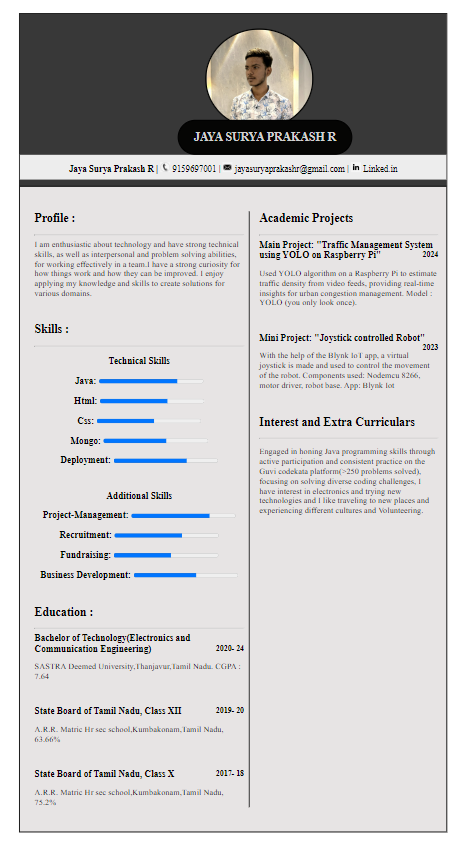 JAYA SURYA PRAKASH R
Jaya Surya Prakash R | 9159697001 | jayasuryaprakashr@gmail.com | Linked.in
Profile :
I am enthusiastic about technology and have strong technical
skills, as well as interpersonal and problem solving abilities,
for working effectively in a team.I have a strong curiosity for
how things work and how they can be improved. I enjoy
applying my knowledge and skills to create solutions for
various domains.
Skills :
Technical Skills
Java:
Html:
Css:
Mongo:
Deployment:
Additional Skills
Project-Management:
Recruitment:
Fundraising:
Business Development:
Education :
Bachelor of Technology(Electronics and
Communication Engineering) 2020- 24
SASTRA Deemed University,Thanjavur,Tamil Nadu. CGPA :
7.64
State Board of Tamil Nadu, Class XII 2019- 20
A.R.R. Matric Hr sec school,Kumbakonam,Tamil Nadu,
63.66%
State Board of Tamil Nadu, Class X 2017- 18
A.R.R. Matric Hr sec school,Kumbakonam,Tamil Nadu,
75.2%
Academic Projects
Main Project: "Traffic Management System
using YOLO on Raspberry Pi" 2024
Used YOLO algorithm on a Raspberry Pi to estimate
traffic density from video feeds, providing real-time
insights for urban congestion management. Model :
YOLO (you only look once).
Mini Project: "Joystick controlled Robot"
2023
With the help of the Blynk IoT app, a virtual
joystick is made and used to control the movement
of the robot. Components used: Nodemcu 8266,
motor driver, robot base. App: Blynk Iot
Interest and Extra Curriculars
Engaged in honing Java programming skills through
active participation and consistent practice on the
Guvi codekata platform(>250 problems solved),
focusing on solving diverse coding challenges, I
have interest in electronics and trying new
technologies and I like traveling to new places and
experiencing different cultures and Volunteering.